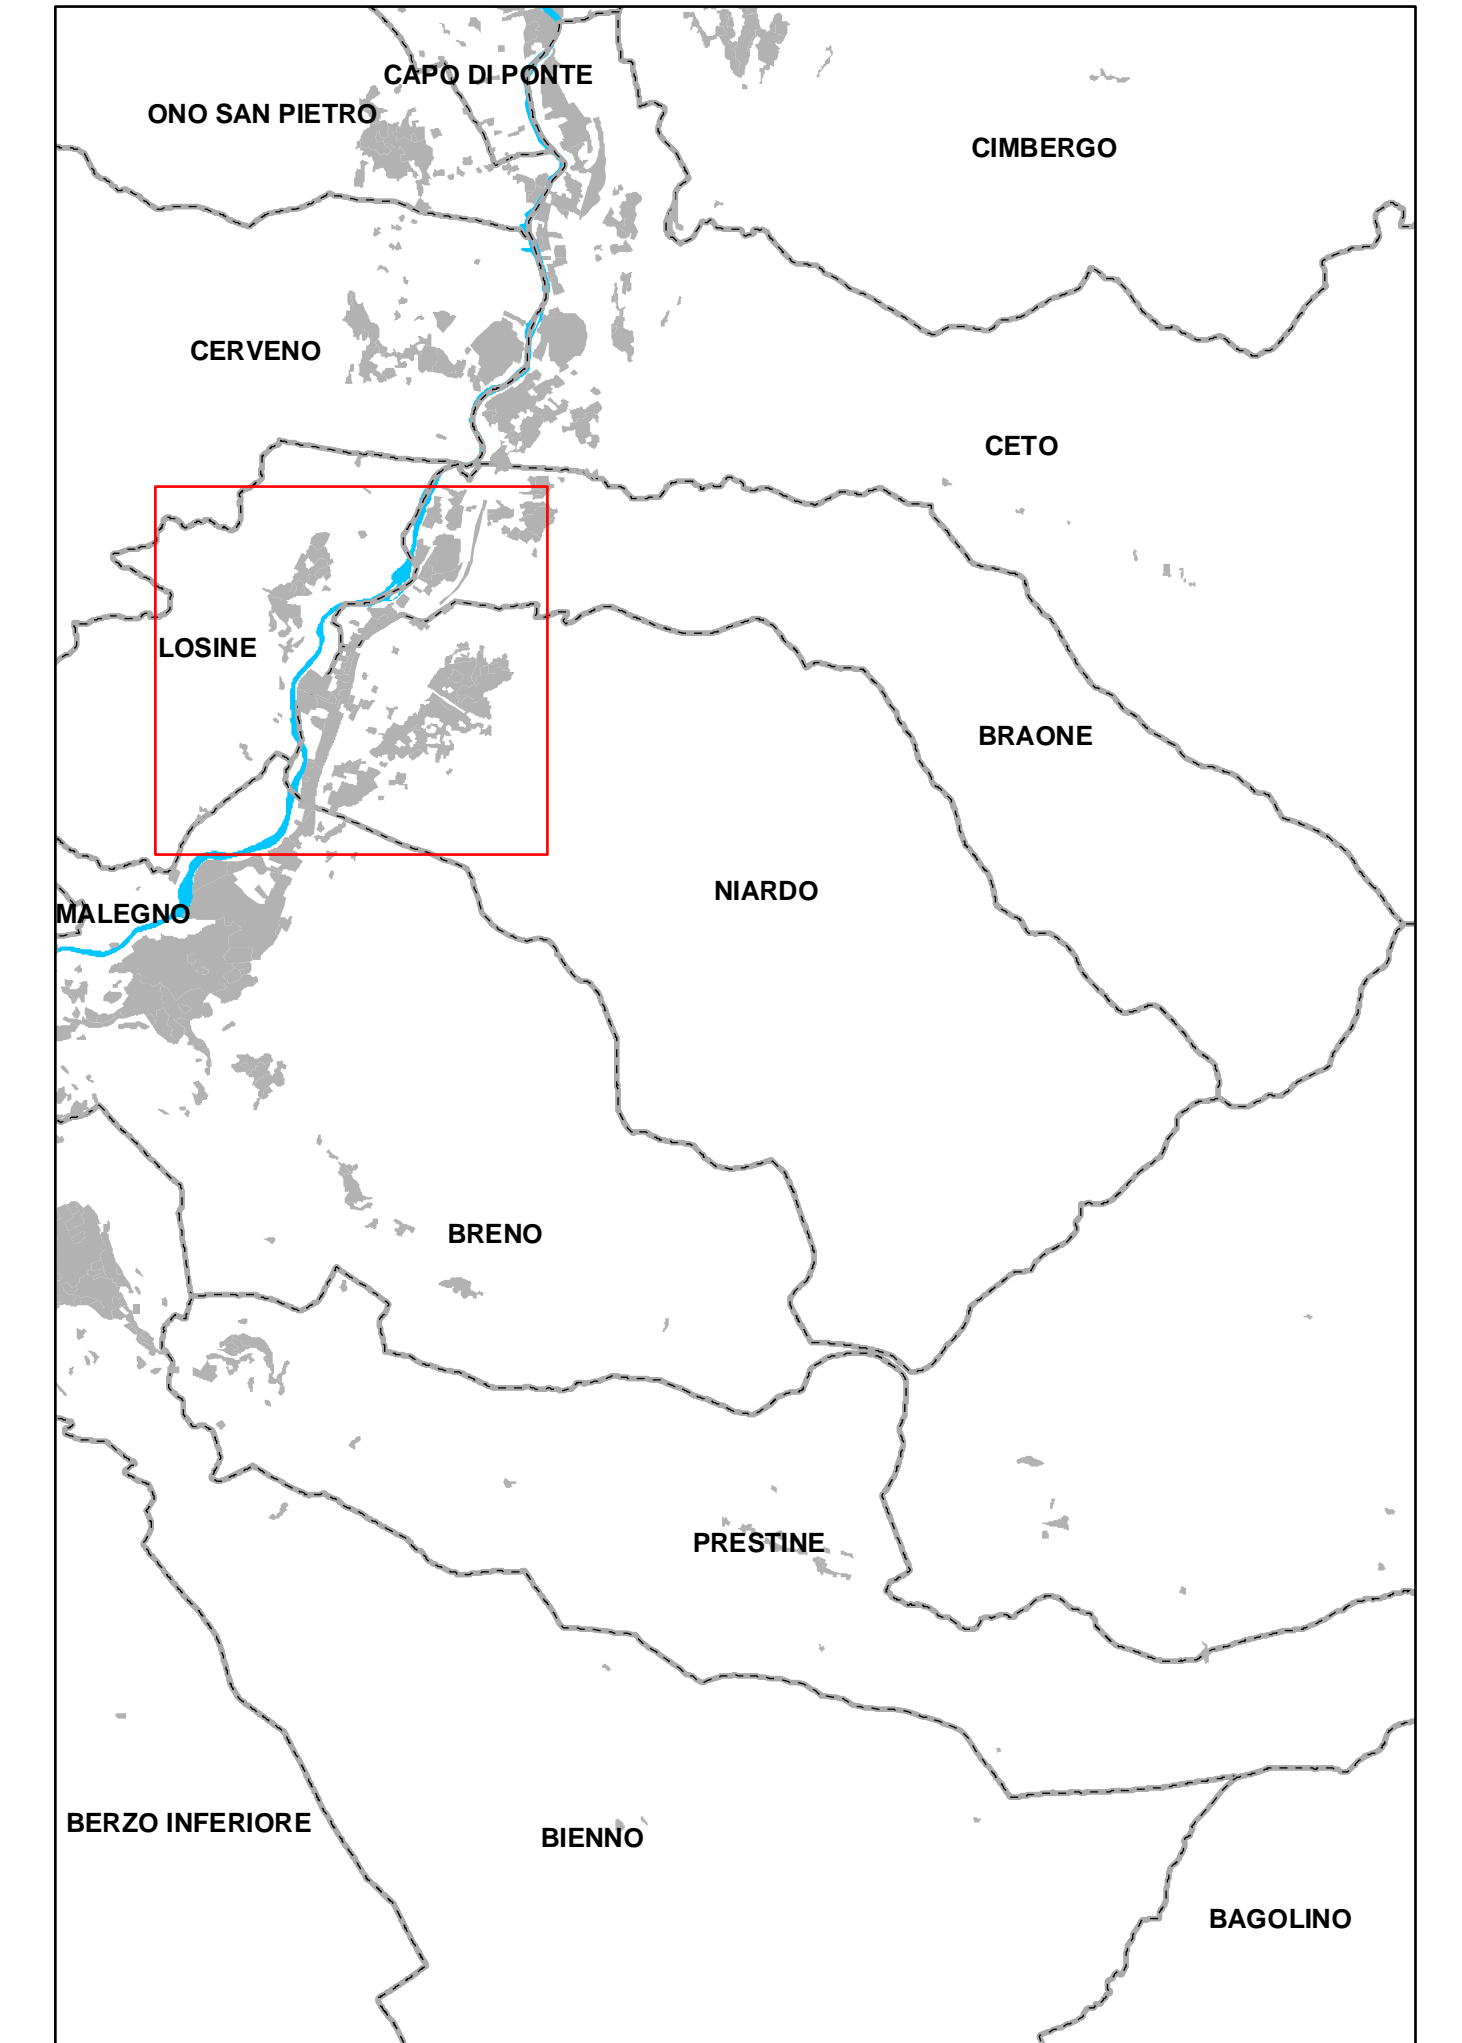 CAPO DI PONTE
ONO SAN PIETRO
CIMBERGO
CERVENO
CETO
LOSINE
BRAONE
NIARDO
MALEGNO
BRENO
PRESTINE
BERZO INFERIORE
BIENNO
BAGOLINO